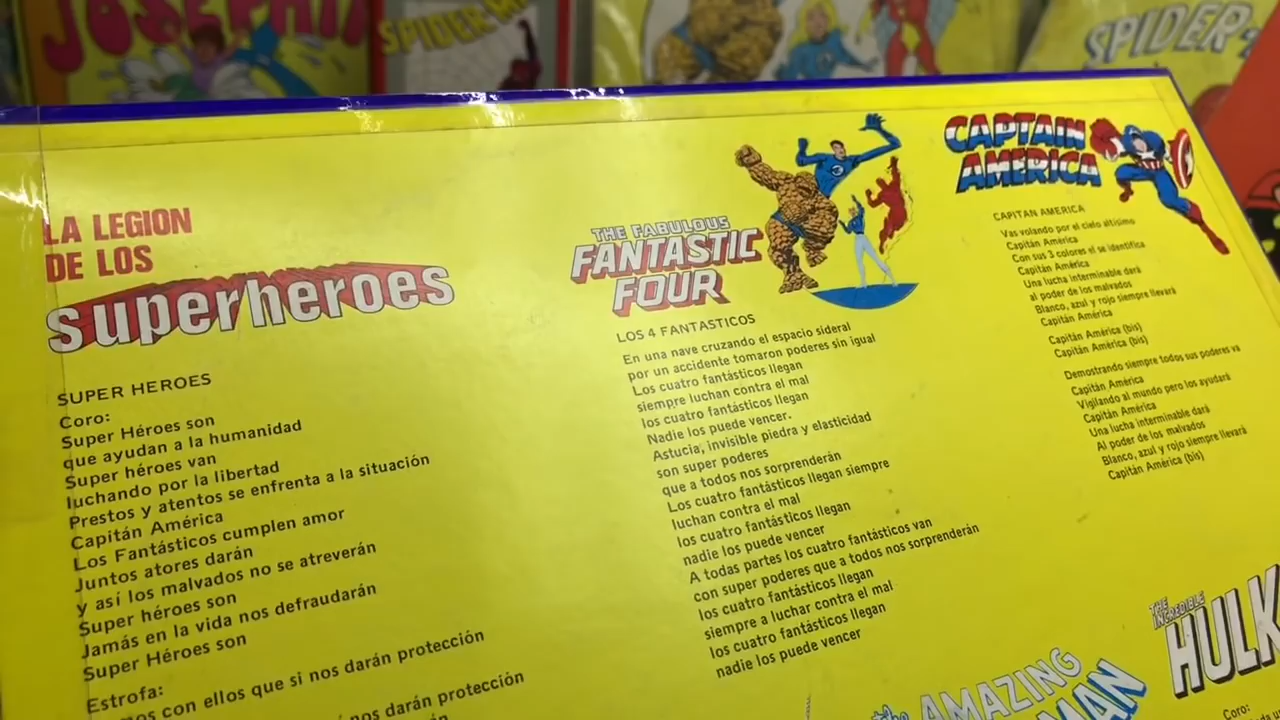 JOSEPHI
SPIDER-M
SPIDER-
LA LEGION
DE LOS
superheroes
SUPER HEROES
Coro:
Super Héroes son
que ayudan a la humanidad
Super héroes van
luchando por la libertad
Prestos y atentos se enfrenta a la situación
Capitán América
Los Fantásticos cumplen amor
Juntos atores darán
y así los malvados no se atreverán
Super héroes son
Jamás en la vida nos defraudarán
Super Héroes son
Estrofa:
mos con ellos que si nos darán protección
nos darán protección
THE FABULOUS
FANTASTIC
FOUR
LOS 4 FANTASTICOS
En una nave cruzando el espacio sideral
por un accidente tomaron poderes sin igual
Los cuatro fantásticos llegan
siempre luchan contra el mal
los cuatro fantásticos llegan
Nadie los puede vencer.
Astucia, invisible piedra y elasticidad
son super poderes
que a todos nos sorprenderán
Los cuatro fantásticos llegan siempre
luchan contra el mal
los cuatro fantásticos llegan
nadie los puede vencer
A todas partes los cuatro fantásticos van
con super poderes que a todos nos sorprenderán
los cuatro fantásticos llegan
siempre a luchar contra el mal
los cuatro fantásticos llegan
nadie los puede vencer
CAPTAIN
AMERICA
CAPITAN AMERICA
Vas volando por el cielo altísimo
Capitán América
Con sus 3 colores el se identifica
Capitán América
Una lucha interminable dará
al poder de los malvados
Blanco, azul y rojo siempre llevará
Capitán América
Capitán América (bis)
Capitán América (bis)
Demostrando siempre todos sus poderes va
Capitán América
Vigilando al mundo pero los ayudará
Capitán América
Una lucha interminable dará
Al poder de los malvados
Blanco, azul y rojo siempre llevará
Capitán América (bis)
the AMAZING
MAN
THE
INCREDIBLE
HULK
Coro: